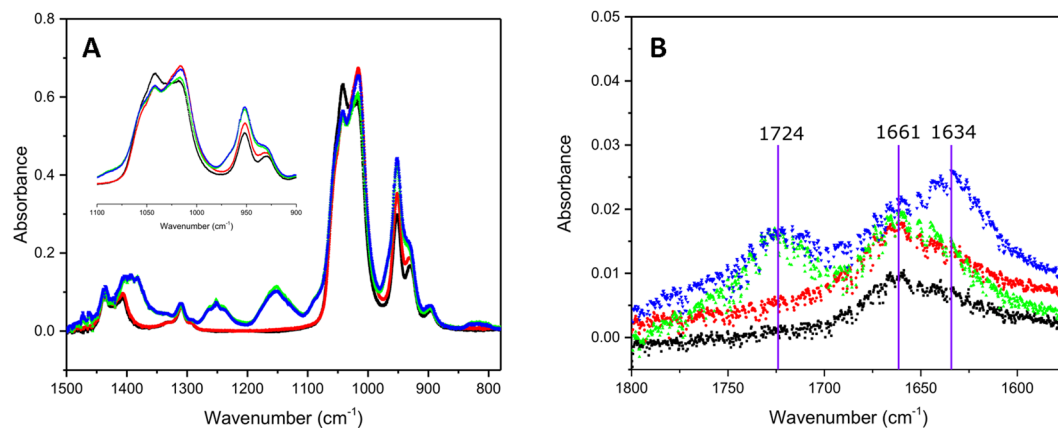 A
0.8
0.6
0.4
0.2
0.0
Absorbance
1500 1400 1300 1200 1100 1000 900 800
Wavenumber (cm-1)
Absorbance
1100 1050 1000 950 900
Wavenumber (cm-1)
B
0.05
0.04
0.03
0.02
0.01
0.00
Absorbance
1724 1661 1634
1800 1750 1700 1650 1600
Wavenumber (cm-1)